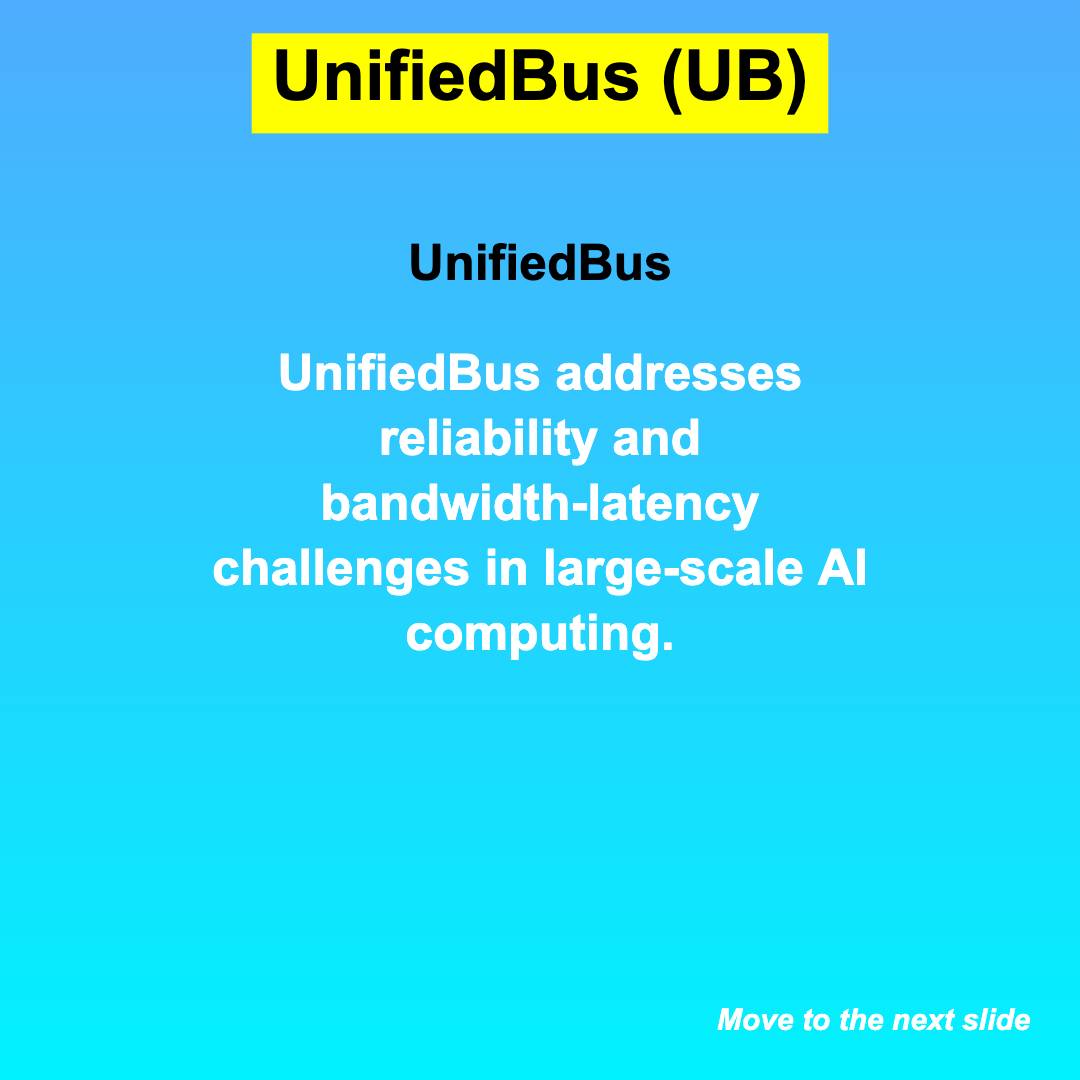 UnifiedBus (UB)
UnifiedBus
UnifiedBus addresses
reliability and
bandwidth-latency
challenges in large-scale AI
computing.
Move to the next slide